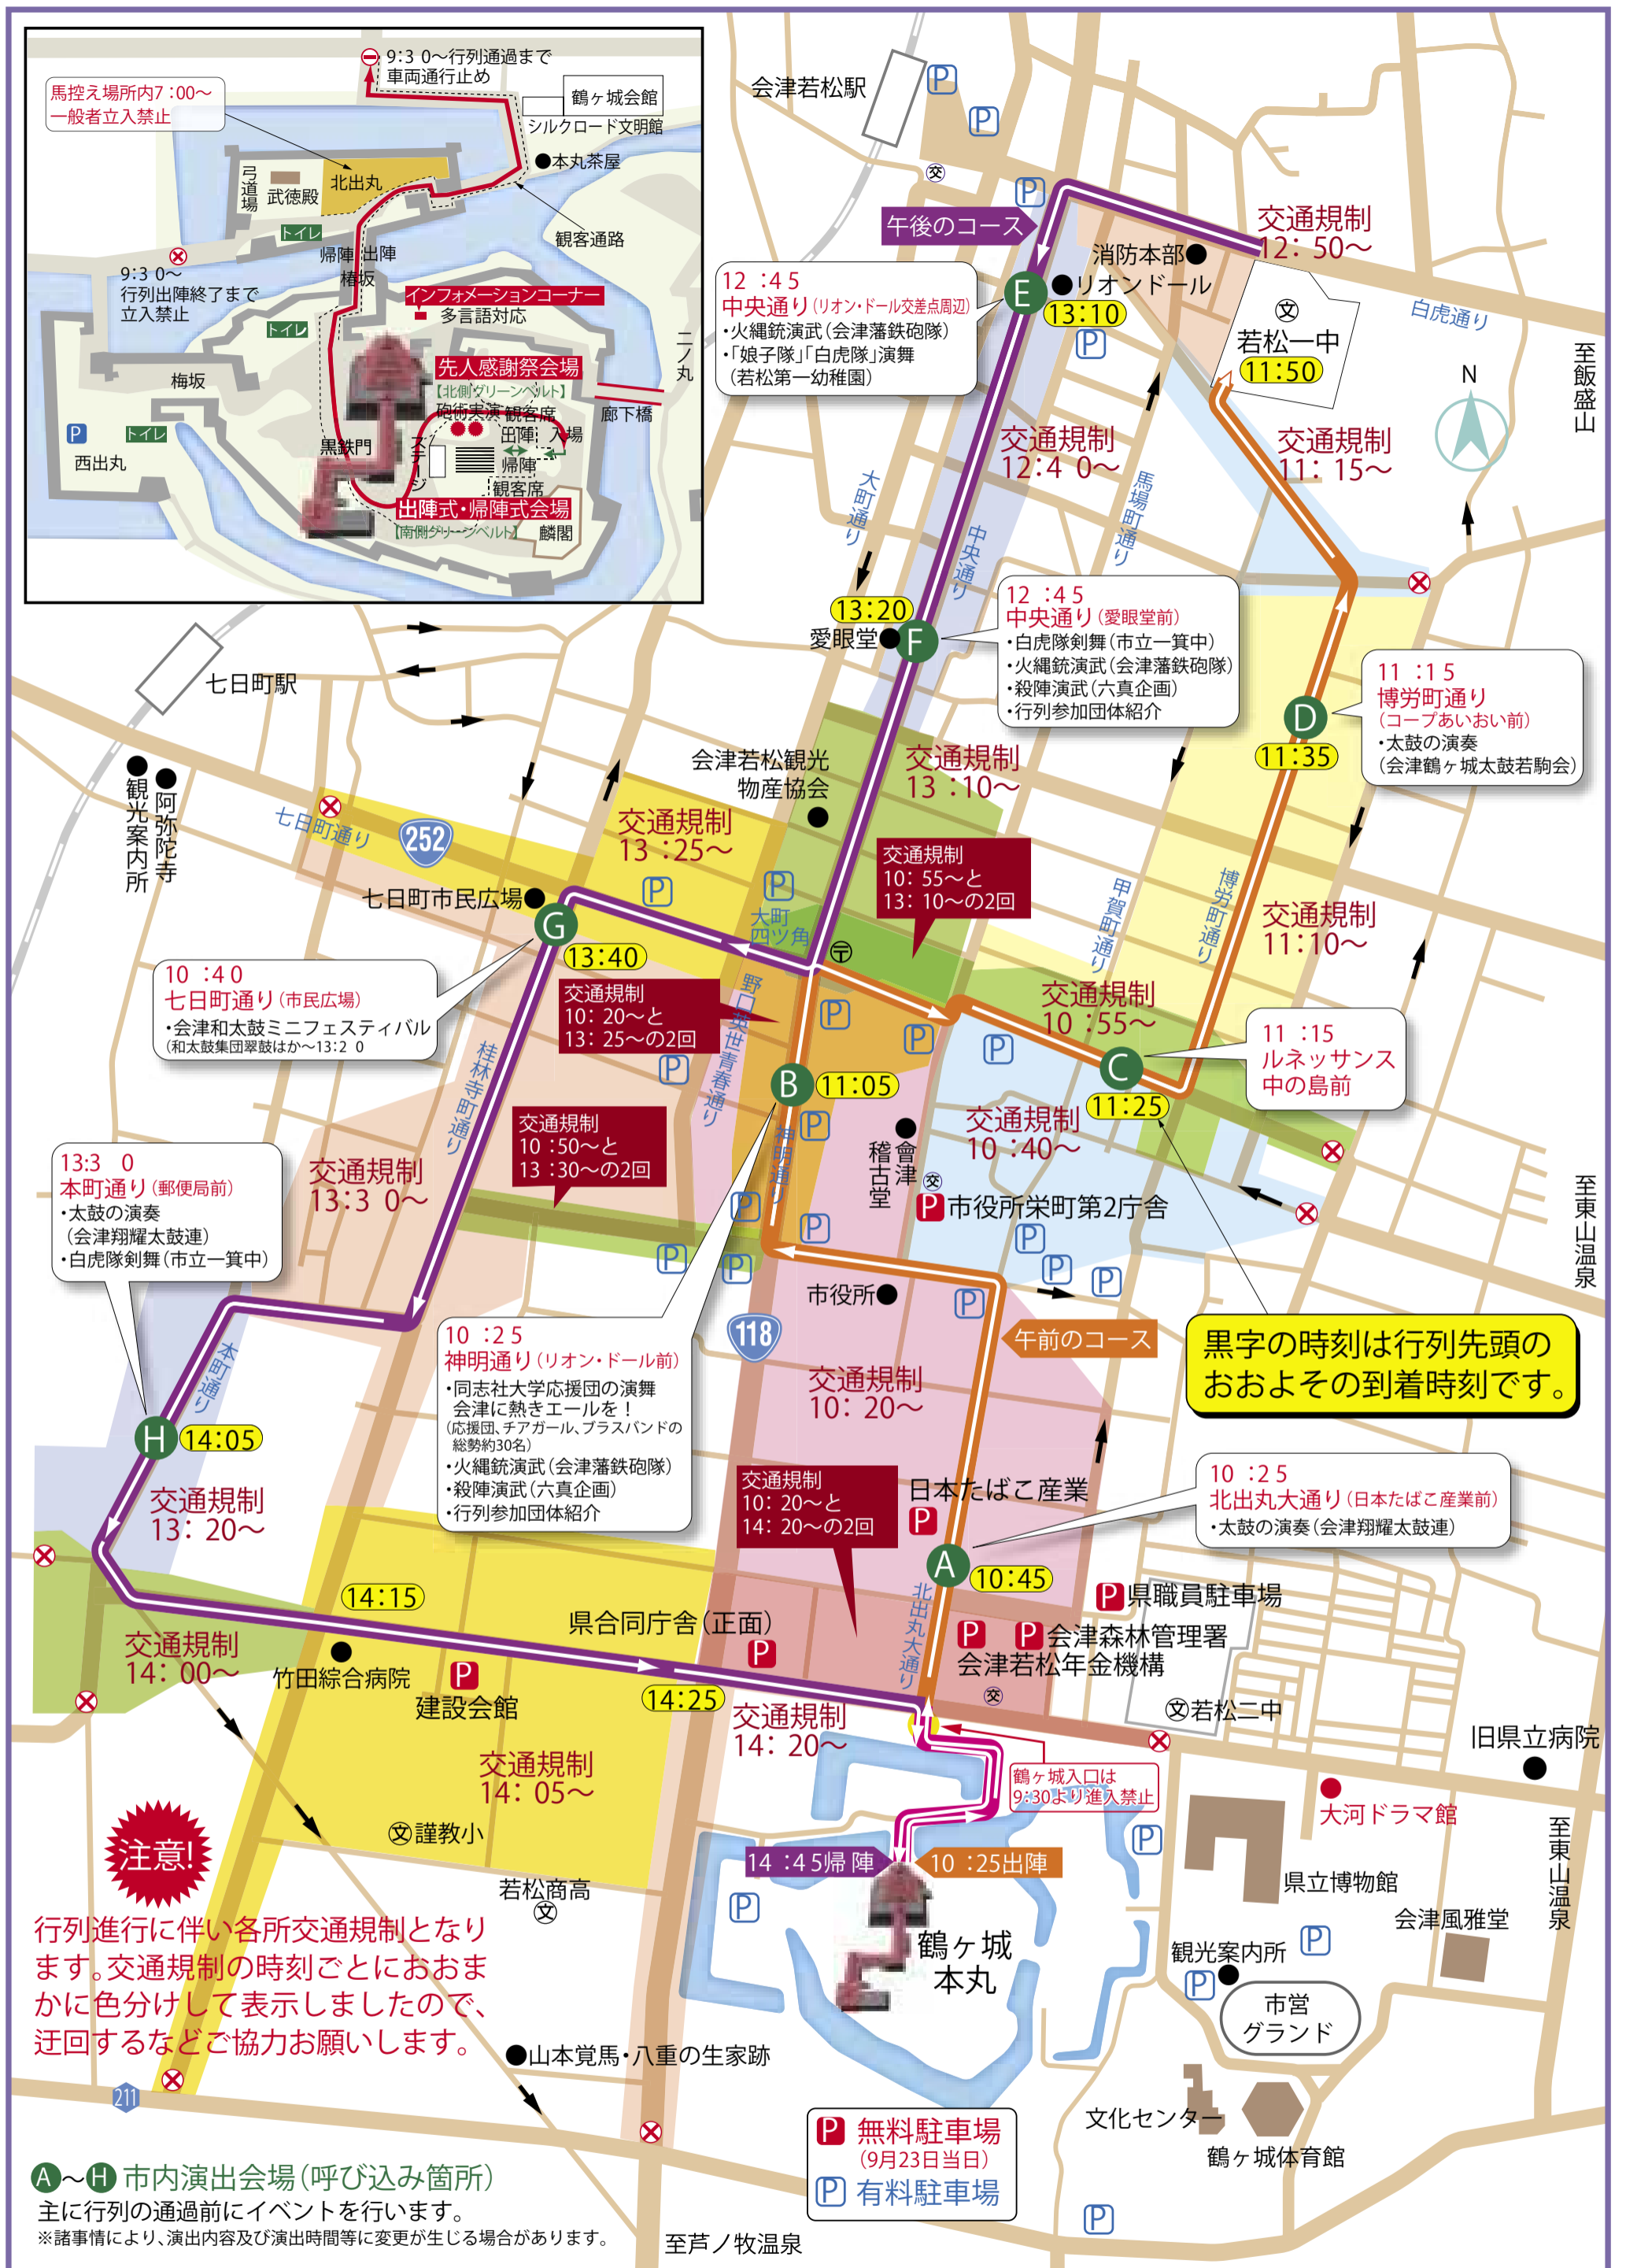 9:30～行列通過まで
車両通行止め
馬控え場所内7:00～
一般者立入禁止
鶴ヶ城会館
シルクロード文明館
本丸茶屋
弓道場
武徳殿
北出丸
トイレ
観客通路
帰陣
出陣
椿坂
9:30～
行列出陣終了まで
立入禁止
インフォメーションコーナー
多言語対応
トイレ
二ノ丸
先人感謝祭会場
【北側グリーンベルト】
梅坂
砲術実演
観客席
廊下橋
P
トイレ
西出丸
黒鉄門
ステージ
出陣
入場
帰陣
観客席
出陣式・帰陣式会場
【南側グリーンベルト】
麟閣
会津若松駅
P
P
交
P
午後のコース
交通規制
12:50～
消防本部
リオンドール
E
13:10
P
12:45
中央通り(リオン・ドール交差点周辺)
・火縄銃演武(会津藩鉄砲隊)
・「娘子隊」「白虎隊」演舞
(若松第一幼稚園)
文
若松一中
11:50
白虎通り
至飯盛山
N
交通規制
12:40～
交通規制
11:15～
大町通り
中央通り
馬場町通り
13:20
愛眼堂
F
12:45
中央通り(愛眼堂前)
・白虎隊剣舞(市立一箕中)
・火縄銃演武(会津藩鉄砲隊)
・殺陣演武(六真企画)
・行列参加団体紹介
11:15
博労町通り
(コープあいおい前)
・太鼓の演奏
(会津鶴ヶ城太鼓若駒会)
D
11:35
七日町駅
観光案内所
阿弥陀寺
七日町通り
252
会津若松観光
物産協会
交通規制
13:10～
交通規制
13:25～
交通規制
10:55～と
13:10～の2回
七日町市民広場
G
13:40
P
P
大町
四ツ角
〒
甲賀町通り
博労町通り
交通規制
11:10～
10:40
七日町通り(市民広場)
・会津和太鼓ミニフェスティバル
(和太鼓集団翠鼓ほか～13:20
交通規制
10:20～と
13:25～の2回
野口英世青春通り
P
P
P
P
交通規制
10:55～
11:15
ルネッサンス
中の島前
C
11:25
B
11:05
桂林寺町通り
交通規制
10:50～と
13:30～の2回
P
神明通り
會津
稽古堂
交
交通規制
10:40～
P
市役所栄町第2庁舎
至東山温泉
13:30
本町通り(郵便局前)
・太鼓の演奏
(会津翔耀太鼓連)
・白虎隊剣舞(市立一箕中)
交通規制
13:30～
P
P
P
P
P
P
P
市役所
P
118
午前のコース
黒字の時刻は行列先頭の
おおよその到着時刻です。
本町通り
H
14:05
10:25
神明通り(リオン・ドール前)
・同志社大学応援団の演舞
会津に熱きエールを!
(応援団、チアガール、ブラスバンドの
総勢約30名)
・火縄銃演武(会津藩鉄砲隊)
・殺陣演武(六真企画)
・行列参加団体紹介
交通規制
10:20～
交通規制
13:20～
交通規制
10:20～と
14:20～の2回
日本たばこ産業
P
A
10:45
10:25
北出丸大通り(日本たばこ産業前)
・太鼓の演奏(会津翔耀太鼓連)
14:15
北出丸大通り
P
県職員駐車場
県合同庁舎(正面)
P
P
P
会津森林管理署
会津若松年金機構
交通規制
14:00～
竹田綜合病院
P
建設会館
14:25
交
文
若松二中
交通規制
14:20～
旧県立病院
交通規制
14:05～
鶴ヶ城入口は
9:30より進入禁止
大河ドラマ館
至東山温泉
文
謹教小
若松商高
文
14:45帰陣
10:25出陣
P
P
県立博物館
会津風雅堂
鶴ヶ城
本丸
観光案内所
P
P
市営
グランド
注意!
行列進行に伴い各所交通規制となり
ます。交通規制の時刻ごとにおおま
かに色分けして表示しましたので、
迂回するなどご協力お願いします。
山本覚馬・八重の生家跡
211
文化センター
鶴ヶ城体育館
P
無料駐車場
(9月23日当日)
P
有料駐車場
P
A～H 市内演出会場(呼び込み箇所)
主に行列の通過前にイベントを行います。
※諸事情により、演出内容及び演出時間等に変更が生じる場合があります。
至芦ノ牧温泉